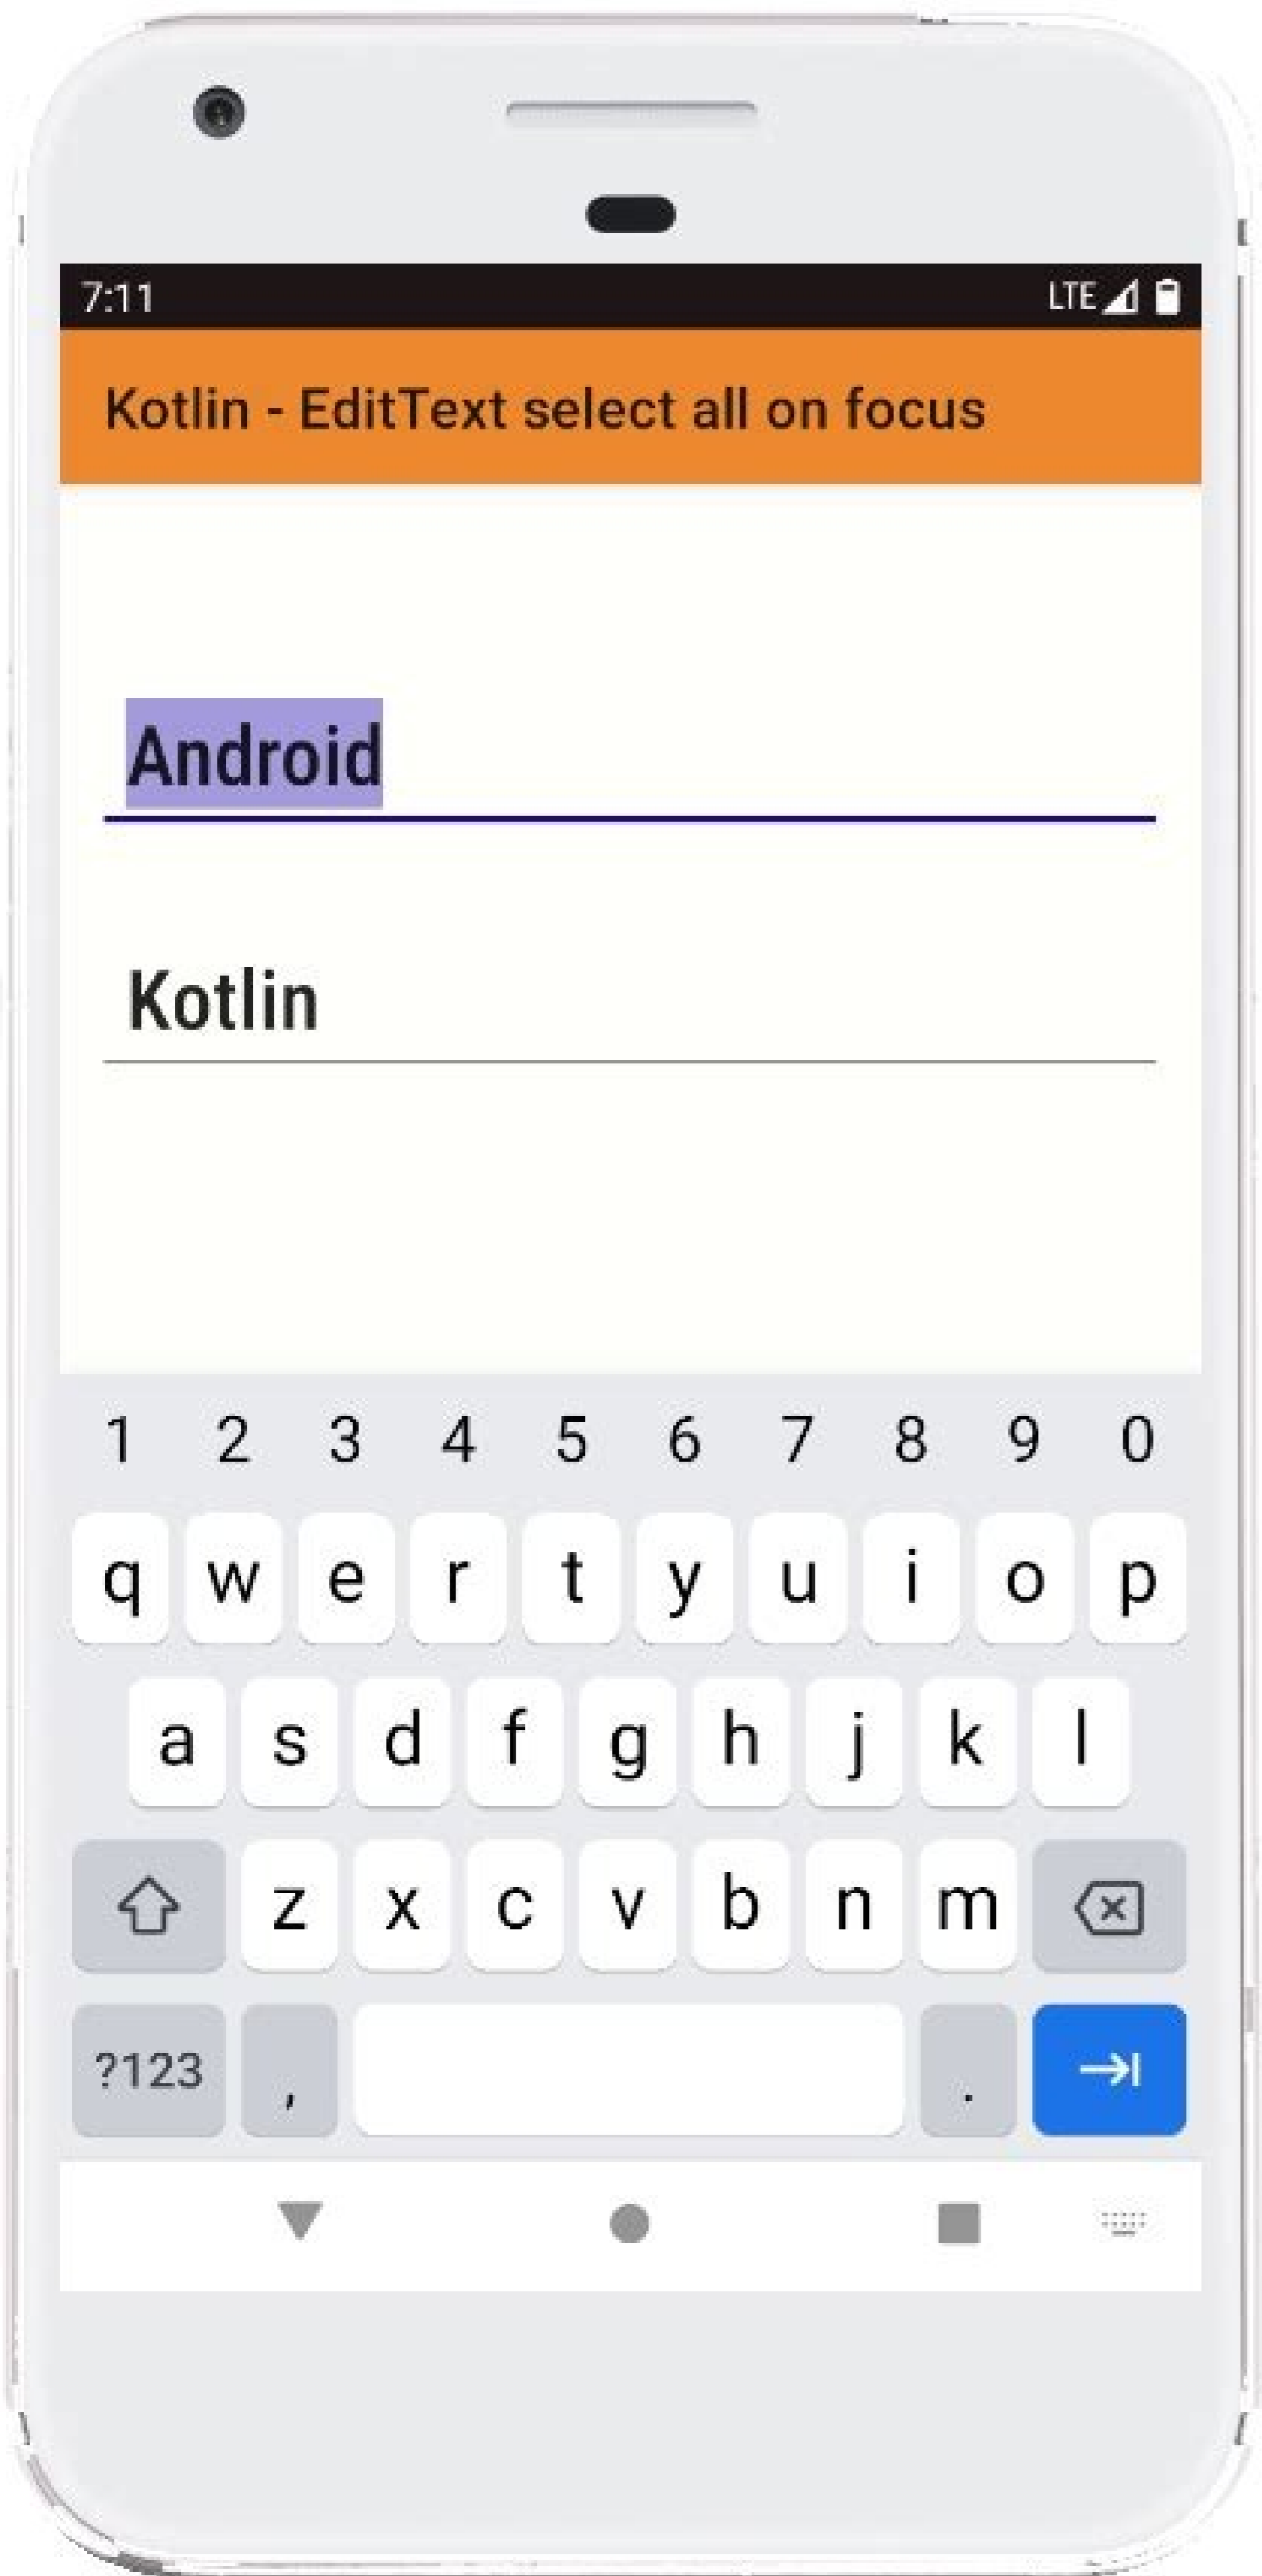 7:11 LTE
Kotlin - EditText select all on focus
Android
Kotlin
1 2 3 4 5 6 7 8 9 0
q w e r t y u i o p
a s d f g h j k l
z x c v b n m
?123 , .